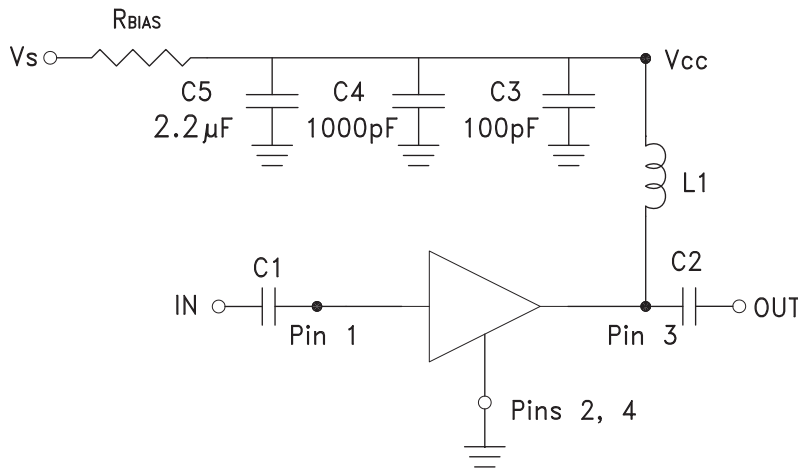 RBIAS
Vs
Vcc
C5
2.2µF
C4
1000pF
C3
100pF
L1
C1
C2
IN
OUT
Pin 1
Pin 3
Pins 2, 4